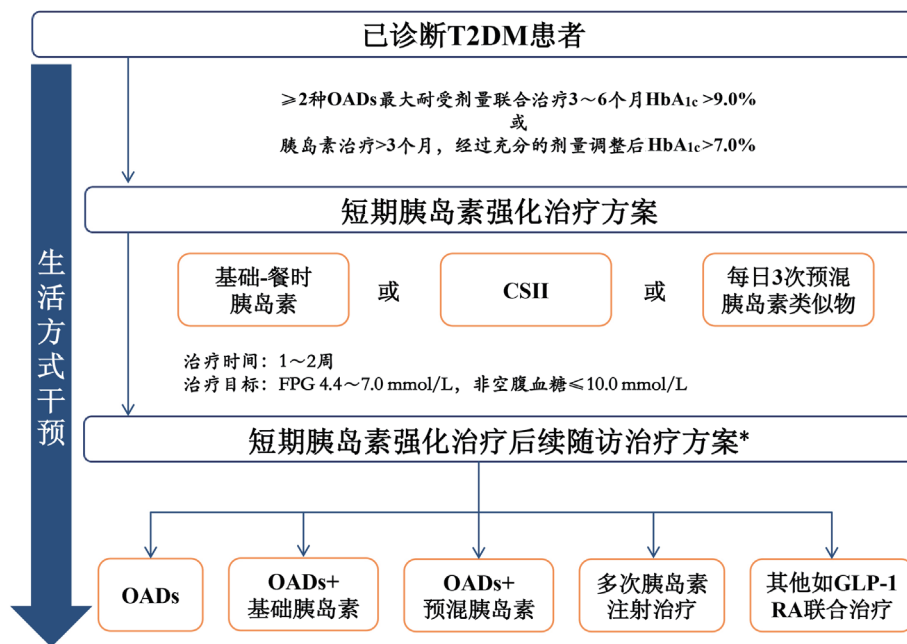 已诊断T2DM患者
≥2种OADs最大耐受剂量联合治疗3～6个月HbA1c >9.0%
或
胰岛素治疗>3个月，经过充分的剂量调整后HbA1c>7.0%
短期胰岛素强化治疗方案
生活方式干预
基础-餐时
胰岛素
或
CSII
或
每日3次预混
胰岛素类似物
治疗时间：1～2周
治疗目标：FPG 4.4～7.0 mmol/L，非空腹血糖≤10.0 mmol/L
短期胰岛素强化治疗后续随访治疗方案*
OADs
OADs+
基础胰岛素
OADs+
预混胰岛素
多次胰岛素
注射治疗
其他如GLP-1
RA联合治疗